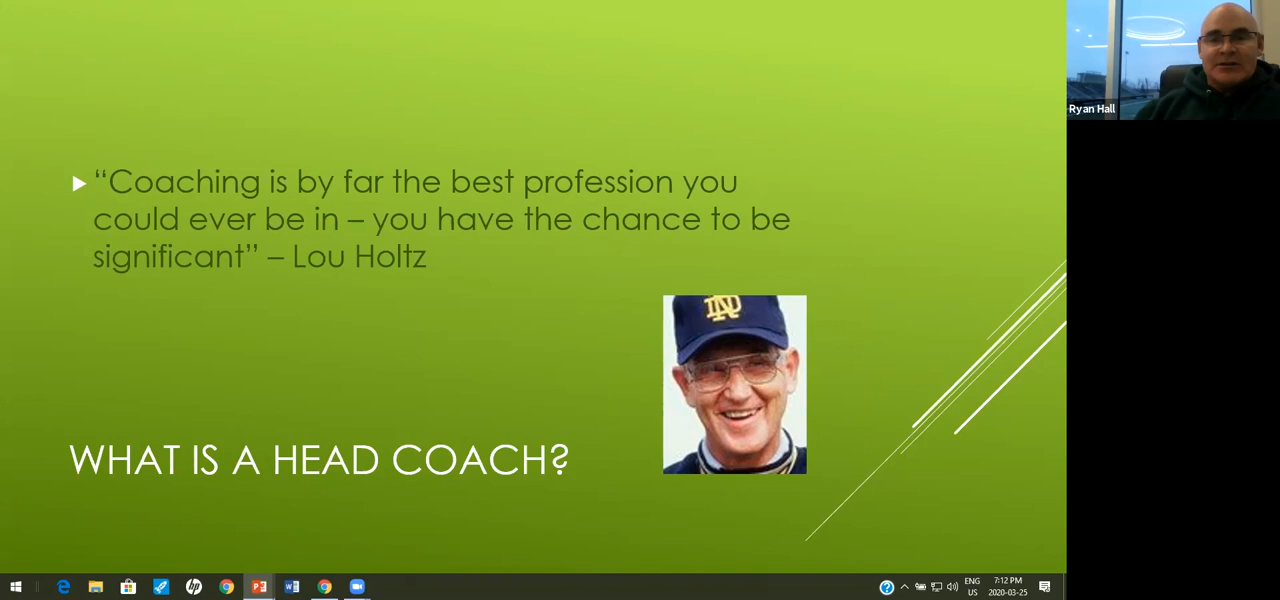 Ryan Hall
“Coaching is by far the best profession you
could ever be in – you have the chance to be
significant” – Lou Holtz
ND
WHAT IS A HEAD COACH?
ENG
US
7:12 PM
2020-03-25